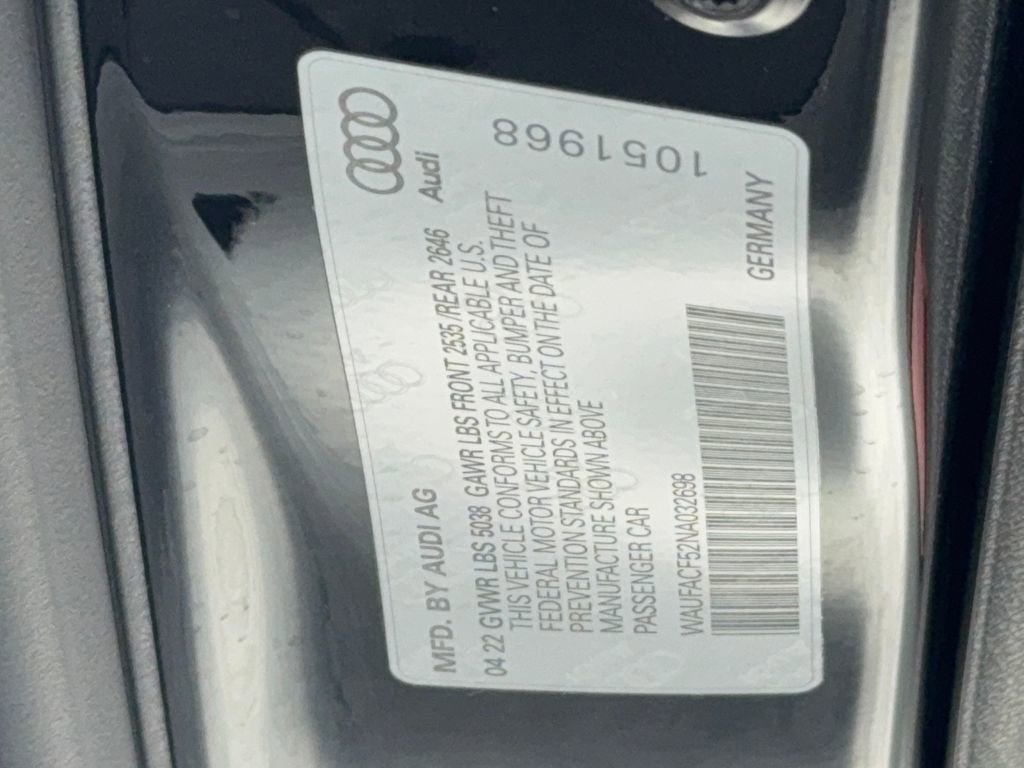 MFD. BY AUDI AG
Audi
04 22 GVWR LBS 5038 GAWR LBS FRONT 2535 /REAR 2646
THIS VEHICLE CONFORMS TO ALL APPLICABLE U.S.
FEDERAL MOTOR VEHICLE SAFETY, BUMPER AND THEFT
PREVENTION STANDARDS IN EFFECT ON THE DATE OF
MANUFACTURE SHOWN ABOVE
PASSENGER CAR
WAUFACF52NA032698
GERMANY
1051968